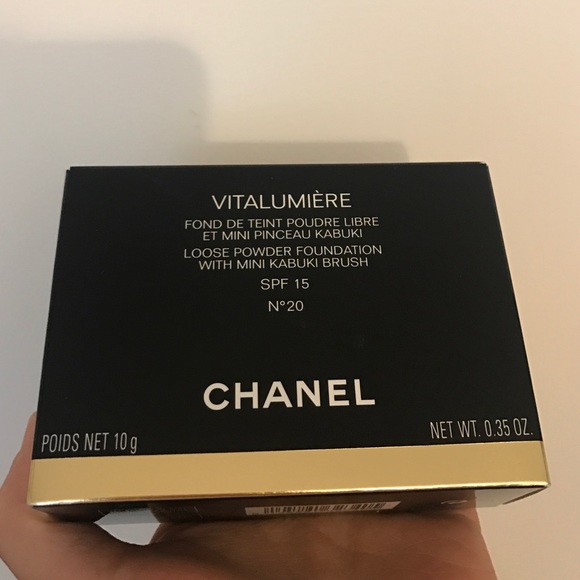 VITALUMIÈRE
FOND DE TEINT POUDRE LIBRE
ET MINI PINCEAU KABUKI
LOOSE POWDER FOUNDATION
WITH MINI KABUKI BRUSH
SPF 15
N°20
CHANEL
POIDS NET 10 g
NET WT. 0.35 OZ.